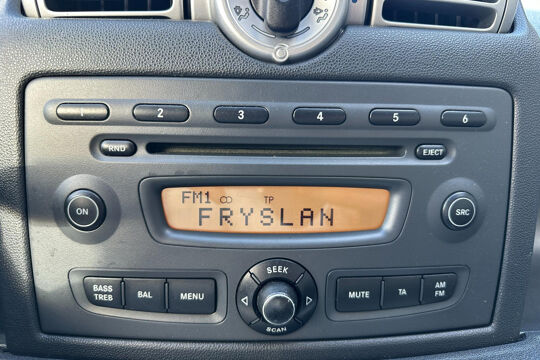 1 2 3 4 5 6
RND EJECT
FM1 TP
FRYSLAN
ON SRC
BASS TREB BAL MENU
SEEK
SCAN
MUTE TA AM FM